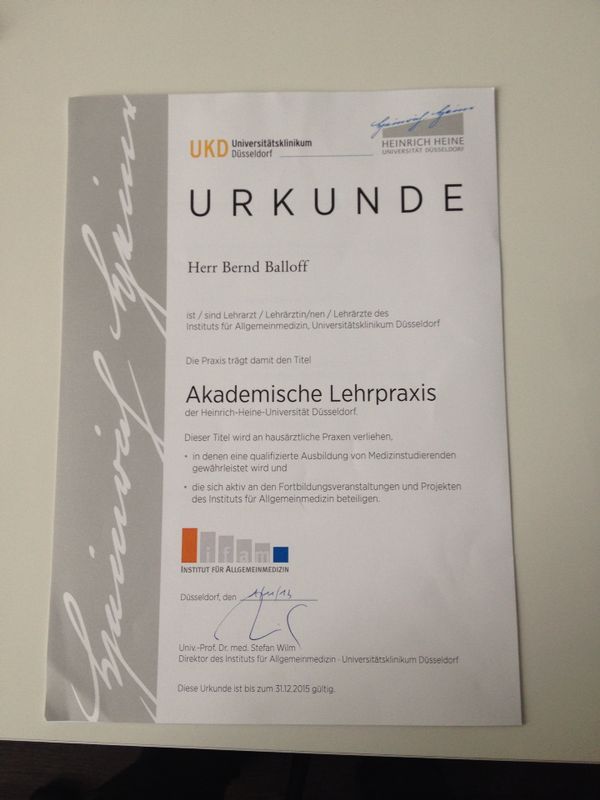 UKD Universitätsklinikum
Düsseldorf
Heinrich Heine
HEINRICH HEINE
UNIVERSITÄT DÜSSELDORF
URKUNDE
Herr Bernd Balloff
ist / sind Lehrarzt / Lehrärztin/nen / Lehrärzte des
Instituts für Allgemeinmedizin, Universitätsklinikum Düsseldorf
Die Praxis trägt damit den Titel
Akademische Lehrpraxis
der Heinrich-Heine-Universität Düsseldorf.
Dieser Titel wird an hausärztliche Praxen verliehen,
• in denen eine qualifizierte Ausbildung von Medizinstudierenden
gewährleistet wird und
• die sich aktiv an den Fortbildungsveranstaltungen und Projekten
des Instituts für Allgemeinmedizin beteiligen.
ifam
INSTITUT FÜR ALLGEMEINMEDIZIN
Düsseldorf, den
Univ.-Prof. Dr. med. Stefan Wilm
Direktor des Instituts für Allgemeinmedizin · Universitätsklinikum Düsseldorf
Diese Urkunde ist bis zum 31.12.2015 gültig.
Heinrich Heine